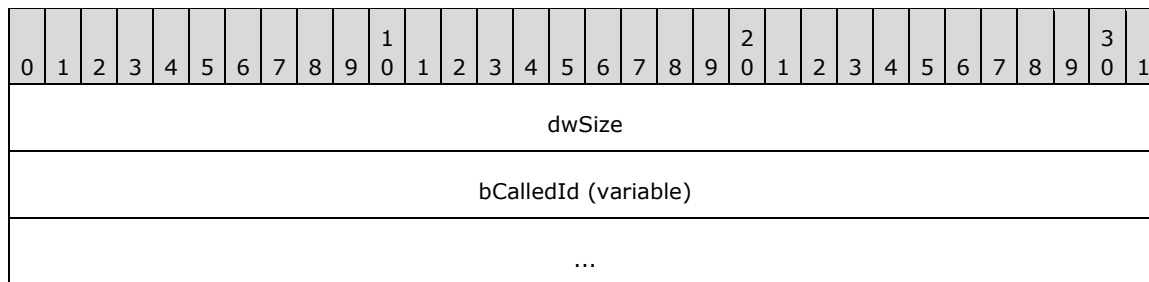 1 2 3
0 1 2 3 4 5 6 7 8 9 0 1 2 3 4 5 6 7 8 9 0 1 2 3 4 5 6 7 8 9 0 1
dwSize
bCalledId (variable)
...